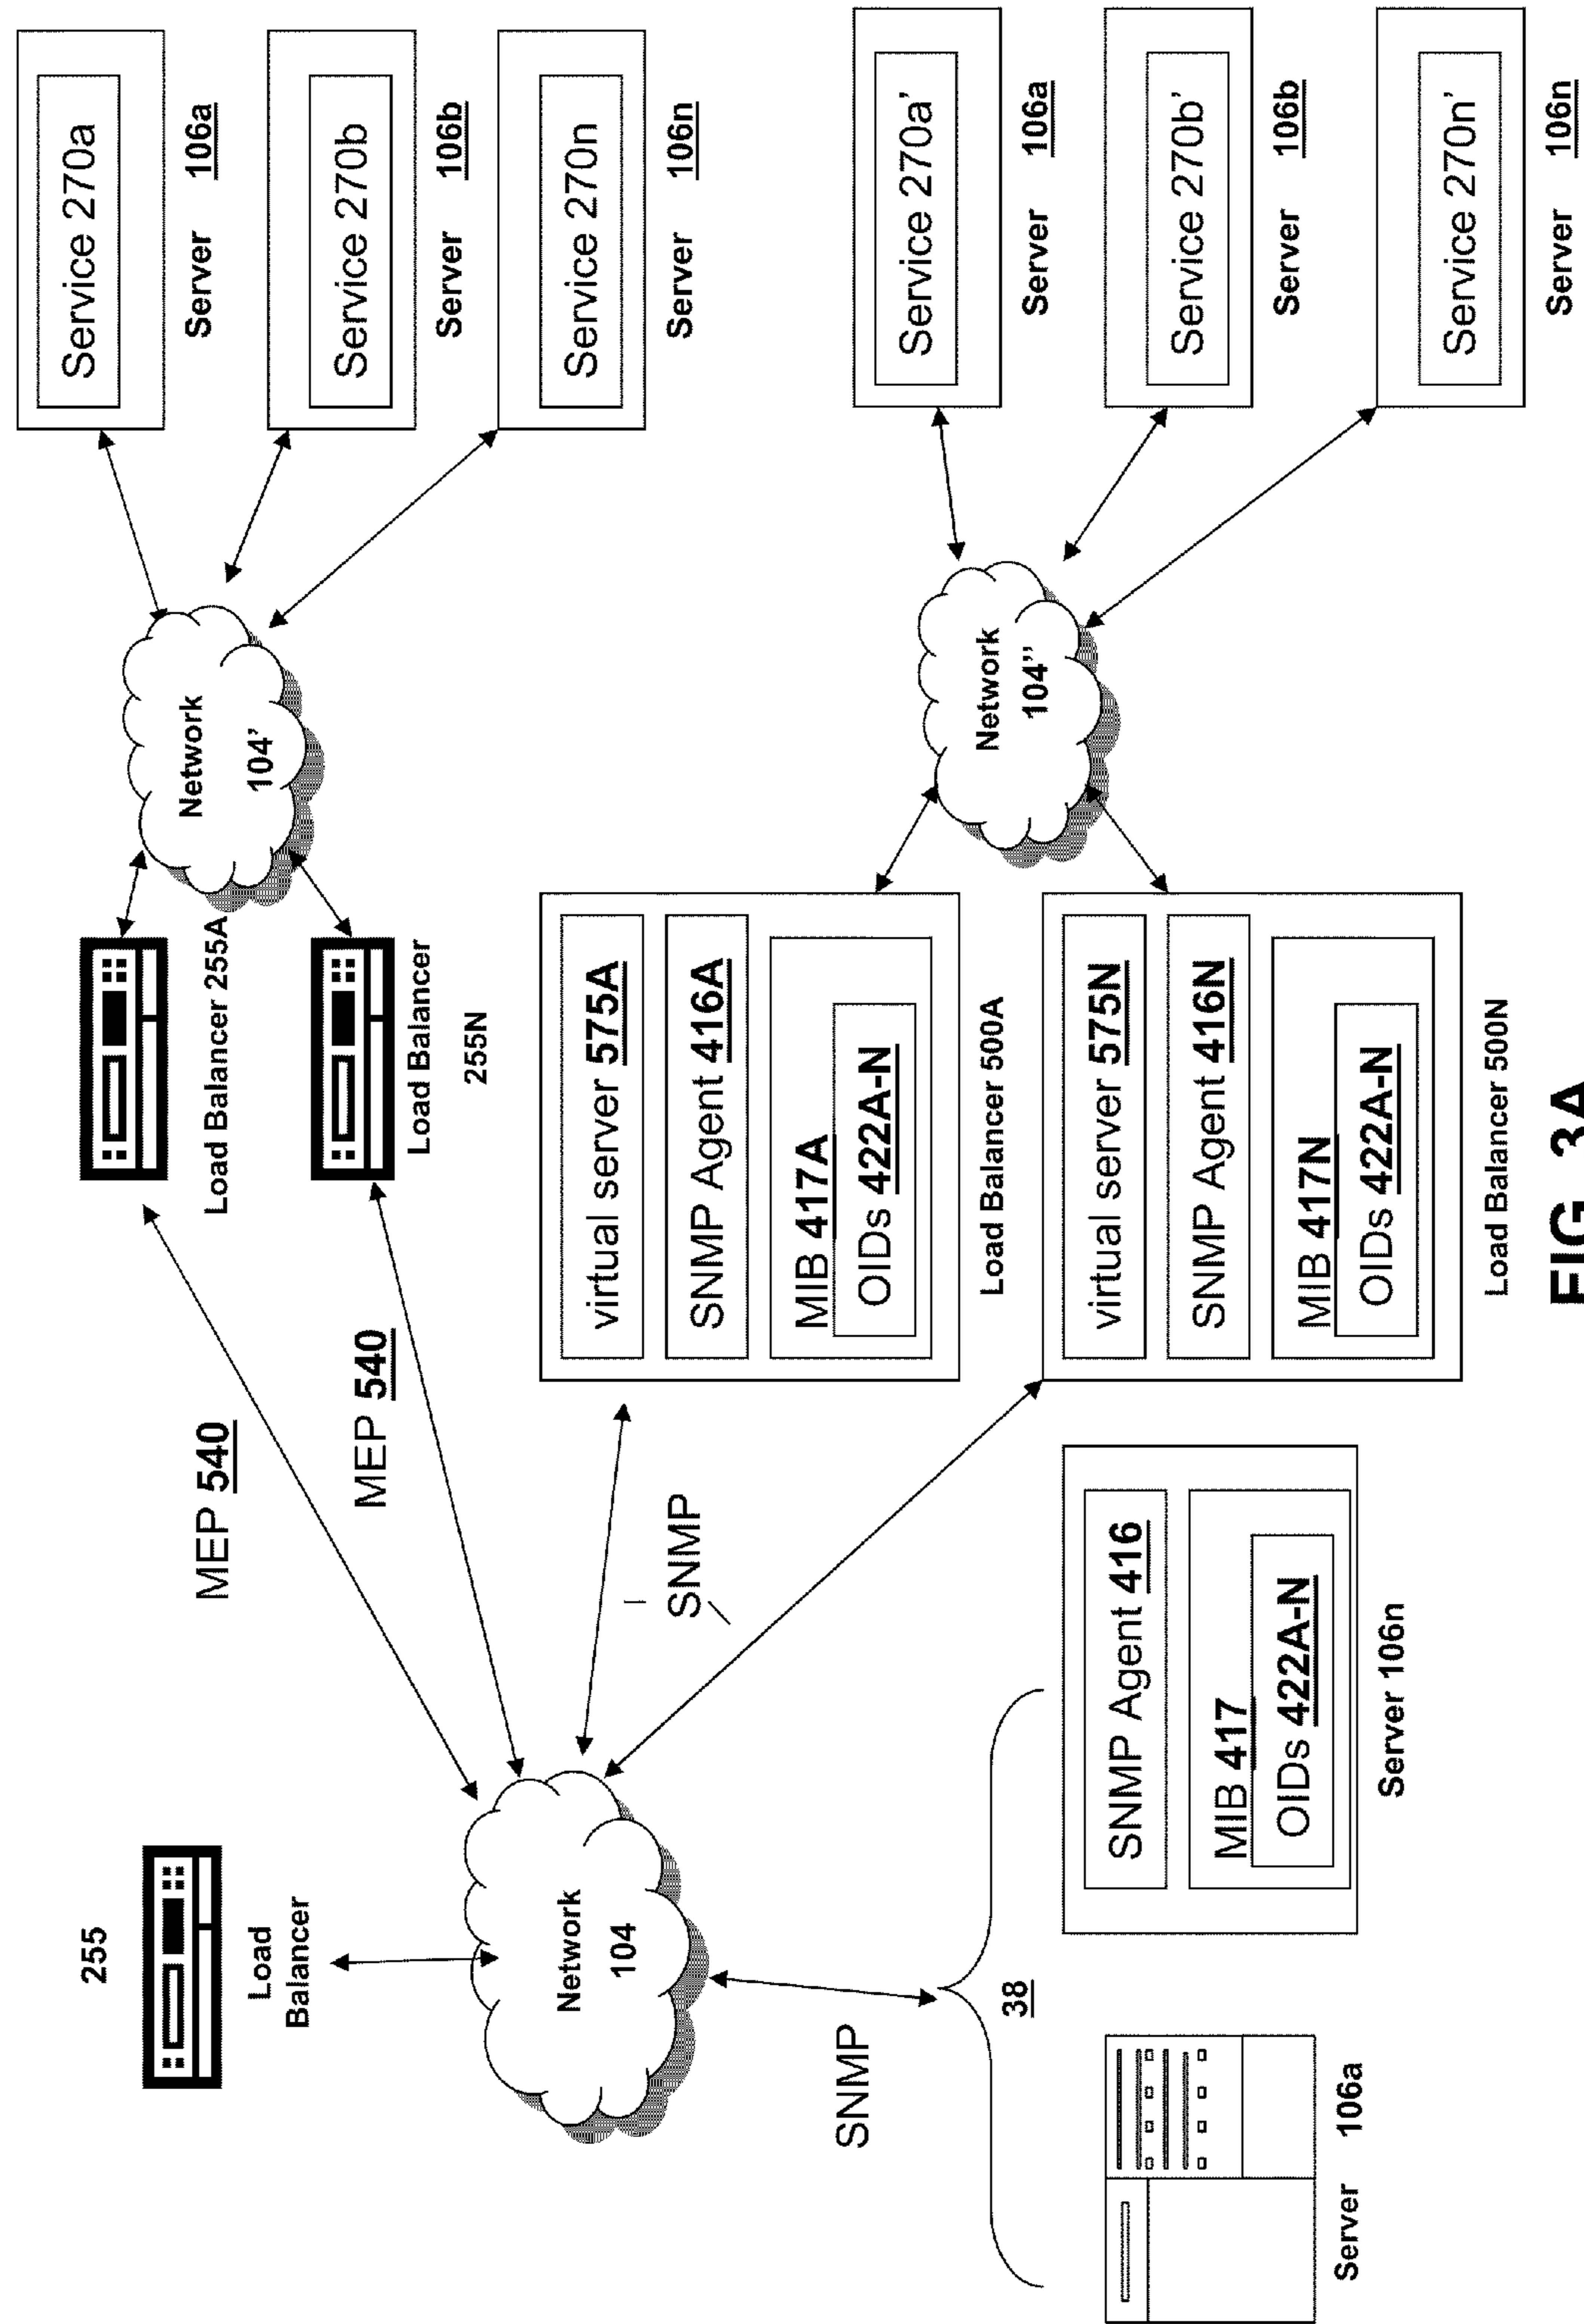 255
Load
Balancer
Network
104
SNMP
38
Server 106a
SNMP Agent 416
MIB 417
OIDs 422A-N
Server 106n
MEP 540
MEP 540
SNMP
Load Balancer 255A
Load Balancer
255N
virtual server 575A
SNMP Agent 416A
MIB 417A
OIDs 422A-N
Load Balancer 500A
virtual server 575N
SNMP Agent 416N
MIB 417N
OIDs 422A-N
Load Balancer 500N
Network
104'
Network
104''
Service 270a
Server 106a
Service 270b
Server 106b
Service 270n
Server 106n
Service 270a'
Server 106a
Service 270b'
Server 106b
Service 270n'
Server 106n
FIG. 3A